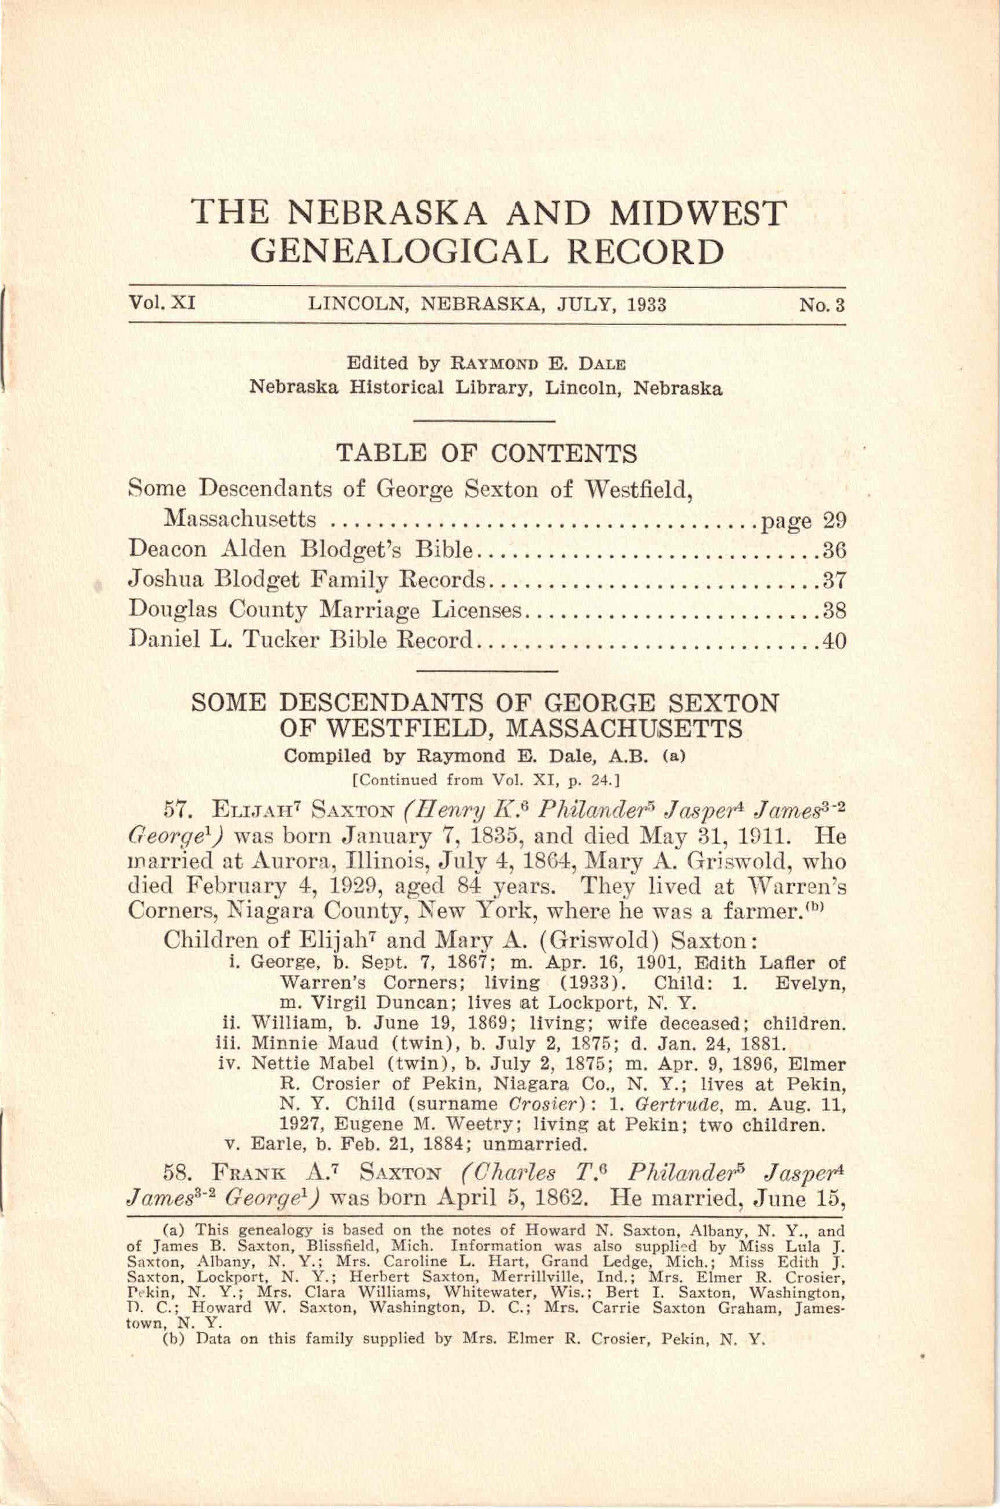 THE NEBRASKA AND MIDWEST
GENEALOGICAL RECORD
Vol. XI LINCOLN, NEBRASKA, JULY, 1933 No. 3
Edited by RAYMOND E. DALE
Nebraska Historical Library, Lincoln, Nebraska
TABLE OF CONTENTS
Some Descendants of George Sexton of Westfield,
Massachusetts ....................................page 29
Deacon Alden Blodget's Bible.............................36
Joshua Blodget Family Records............................37
Douglas County Marriage Licenses.........................38
Daniel L. Tucker Bible Record.............................40
SOME DESCENDANTS OF GEORGE SEXTON
OF WESTFIELD, MASSACHUSETTS
Compiled by Raymond E. Dale, A.B. (a)
[Continued from Vol. XI, p. 24.]
57. ELIJAH⁷ SAXTON (Henry K.⁶ Philander⁵ Jasper⁴ James³⁻²
George¹) was born January 7, 1835, and died May 31, 1911. He
married at Aurora, Illinois, July 4, 1864, Mary A. Griswold, who
died February 4, 1929, aged 84 years. They lived at Warren's
Corners, Niagara County, New York, where he was a farmer.(b)
Children of Elijah⁷ and Mary A. (Griswold) Saxton:
i. George, b. Sept. 7, 1867; m. Apr. 16, 1901, Edith Lafler of
Warren's Corners; living (1933). Child: 1. Evelyn,
m. Virgil Duncan; lives at Lockport, N. Y.
ii. William, b. June 19, 1869; living; wife deceased; children.
iii. Minnie Maud (twin), b. July 2, 1875; d. Jan. 24, 1881.
iv. Nettie Mabel (twin), b. July 2, 1875; m. Apr. 9, 1896, Elmer
R. Crosier of Pekin, Niagara Co., N. Y.; lives at Pekin,
N. Y. Child (surname Crosier): 1. Gertrude, m. Aug. 11,
1927, Eugene M. Weetry; living at Pekin; two children.
v. Earle, b. Feb. 21, 1884; unmarried.
58. FRANK A.⁷ SAXTON (Charles T.⁶ Philander⁵ Jasper⁴
James³⁻² George¹) was born April 5, 1862. He married, June 15,
(a) This genealogy is based on the notes of Howard N. Saxton, Albany, N. Y., and
of James B. Saxton, Blissfield, Mich. Information was also supplied by Miss Lula J.
Saxton, Albany, N. Y.; Mrs. Caroline L. Hart, Grand Ledge, Mich.; Miss Edith J.
Saxton, Lockport, N. Y.; Herbert Saxton, Merrillville, Ind.; Mrs. Elmer R. Crosier,
Pekin, N. Y.; Mrs. Clara Williams, Whitewater, Wis.; Bert I. Saxton, Washington,
D. C.; Howard W. Saxton, Washington, D. C.; Mrs. Carrie Saxton Graham, James-
town, N. Y.
(b) Data on this family supplied by Mrs. Elmer R. Crosier, Pekin, N. Y.